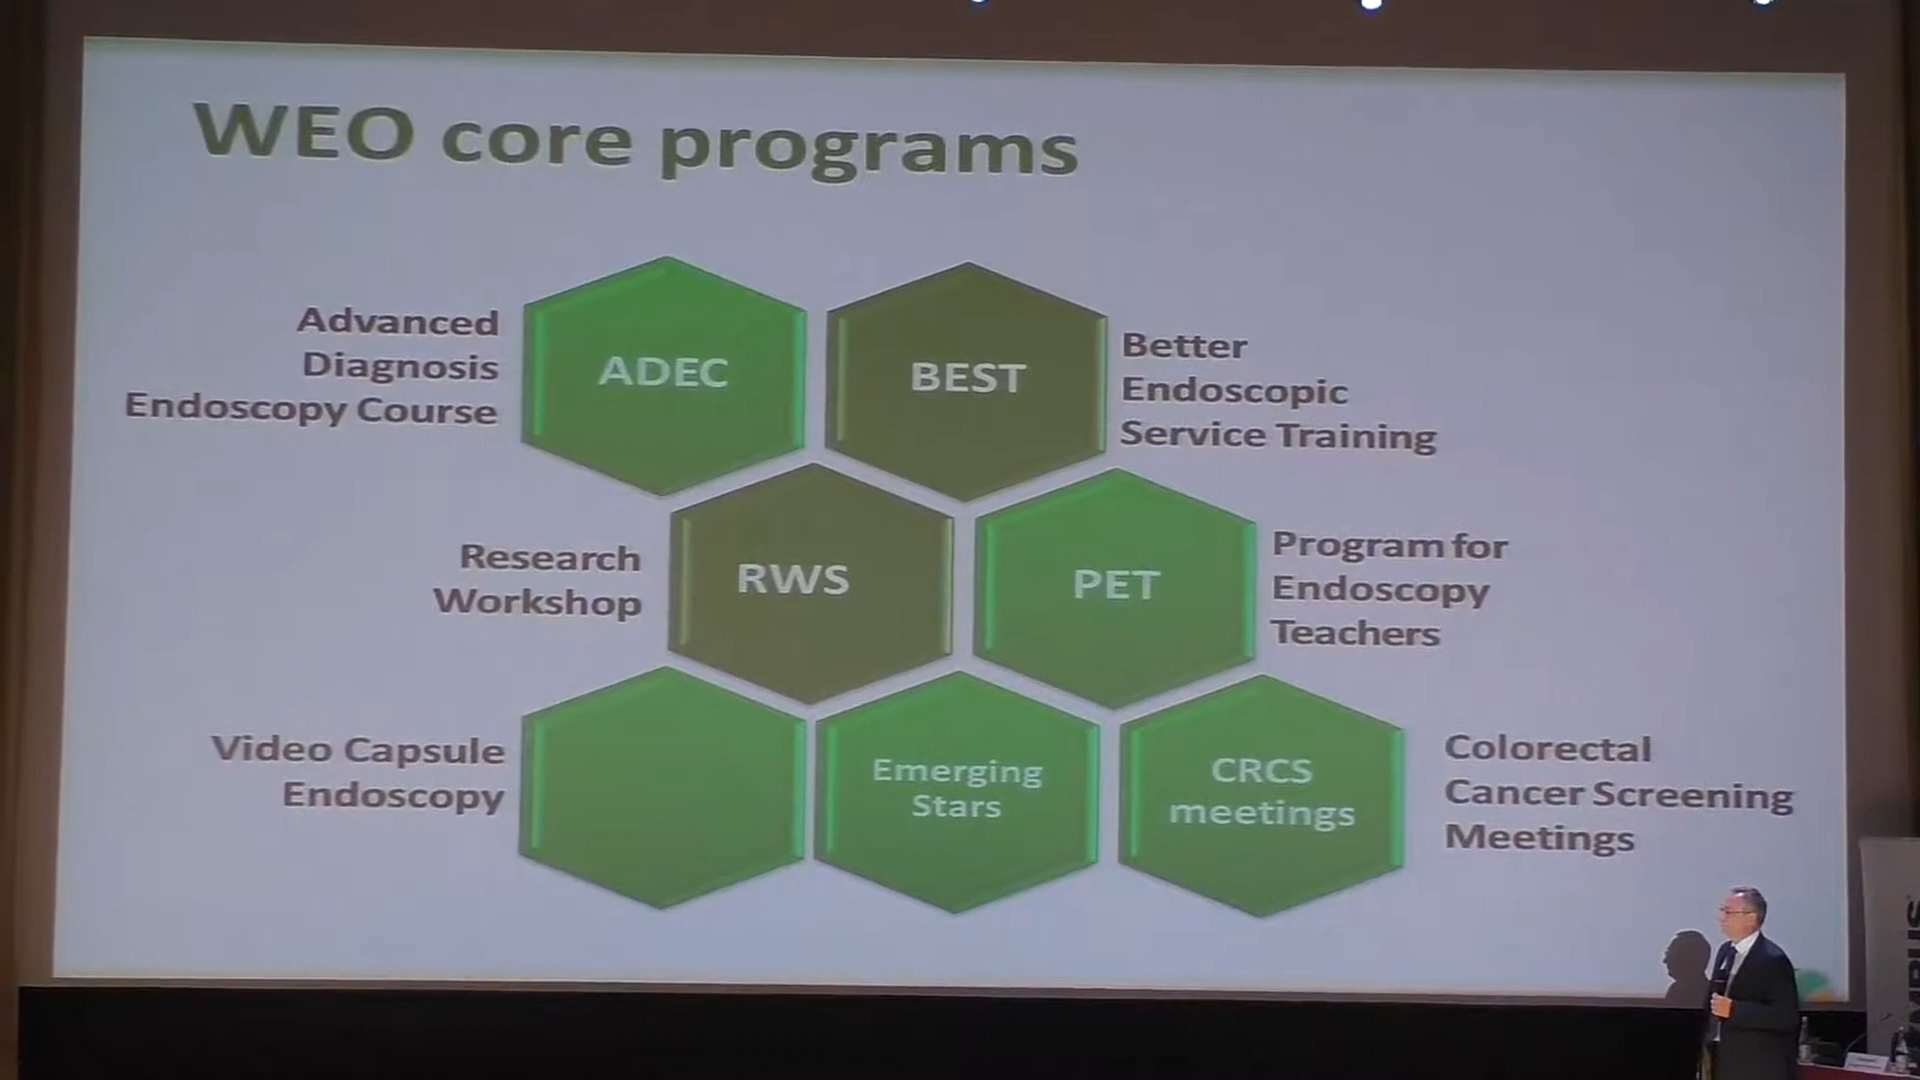 WEO core programs
Advanced
Diagnosis
Endoscopy Course
ADEC
BEST
Better
Endoscopic
Service Training
Research
Workshop
RWS
PET
Program for
Endoscopy
Teachers
Video Capsule
Endoscopy
Emerging
Stars
CRCS
meetings
Colorectal
Cancer Screening
Meetings